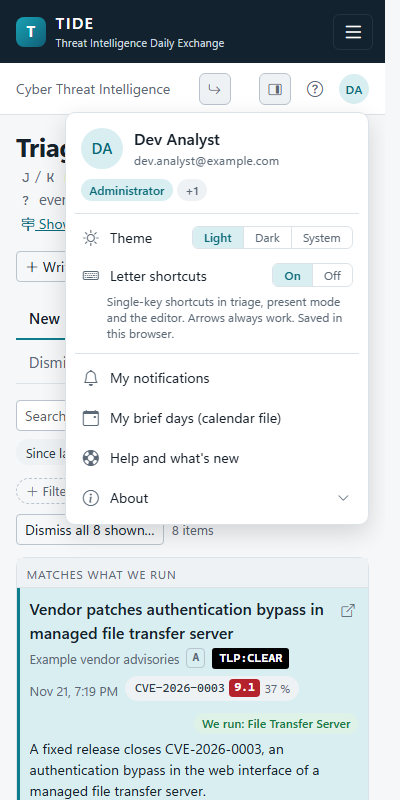 T
TIDE
Threat Intelligence Daily Exchange
Cyber Threat Intelligence
?
DA
Triag
DA
Dev Analyst
dev.analyst@example.com
J / K
? ever
Administrator
+1
Show
Theme
Light
Dark
System
+ Writ
Letter shortcuts
On
Off
Single-key shortcuts in triage, present mode
and the editor. Arrows always work. Saved in
this browser.
New
Dismi
My notifications
Search
My brief days (calendar file)
Since la
Help and what's new
+ Filte
About
Dismiss all 8 shown...
8 items
MATCHES WHAT WE RUN
Vendor patches authentication bypass in
managed file transfer server
Example vendor advisories
A
TLP:CLEAR
Nov 21, 7:19 PM
CVE-2026-0003
9.1
37 %
We run: File Transfer Server
A fixed release closes CVE-2026-0003, an
authentication bypass in the web interface of a
managed file transfer server.